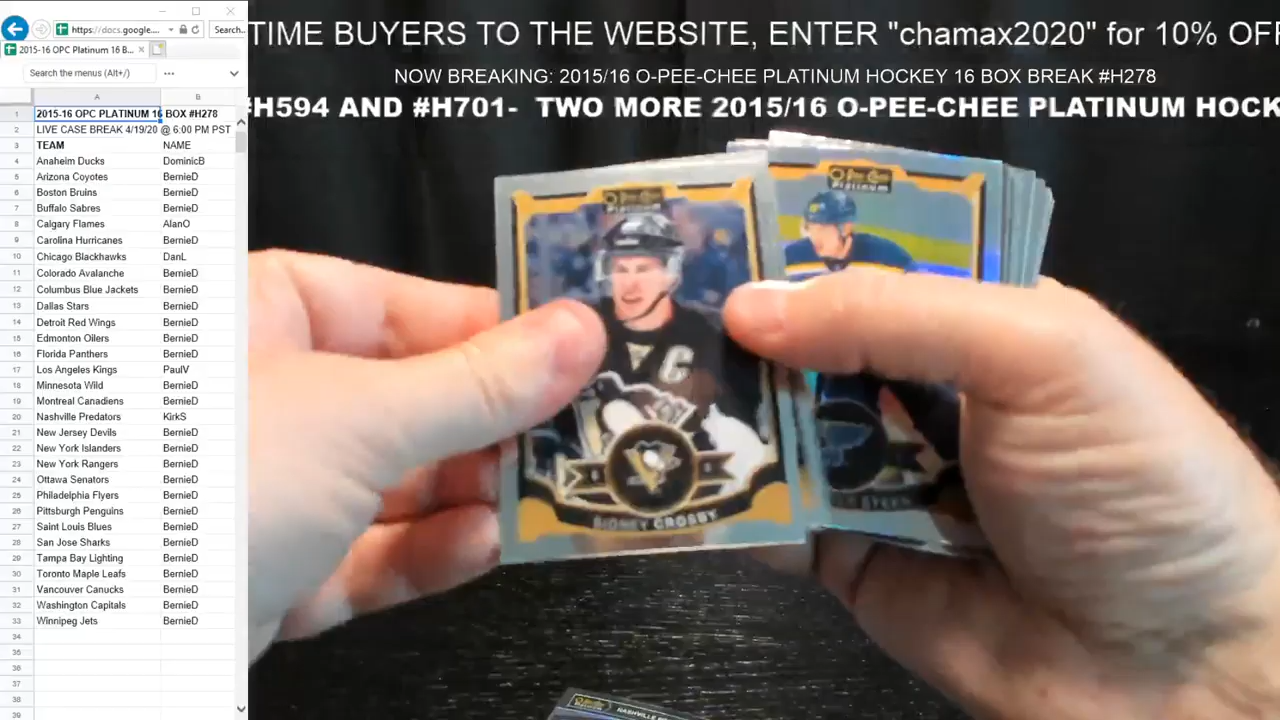 https://docs.google....
Search...
2015-16 OPC Platinum 16 B...
Search the menus (Alt+/)
A B
1 2015-16 OPC PLATINUM 16 BOX #H278
2 LIVE CASE BREAK 4/19/20 @ 6:00 PM PST
3 TEAM NAME
4 Anaheim Ducks DominicB
5 Arizona Coyotes BernieD
6 Boston Bruins BernieD
7 Buffalo Sabres BernieD
8 Calgary Flames AlanO
9 Carolina Hurricanes BernieD
10 Chicago Blackhawks DanL
11 Colorado Avalanche BernieD
12 Columbus Blue Jackets BernieD
13 Dallas Stars BernieD
14 Detroit Red Wings BernieD
15 Edmonton Oilers BernieD
16 Florida Panthers BernieD
17 Los Angeles Kings PaulV
18 Minnesota Wild BernieD
19 Montreal Canadiens BernieD
20 Nashville Predators KirkS
21 New Jersey Devils BernieD
22 New York Islanders BernieD
23 New York Rangers BernieD
24 Ottawa Senators BernieD
25 Philadelphia Flyers BernieD
26 Pittsburgh Penguins BernieD
27 Saint Louis Blues BernieD
28 San Jose Sharks BernieD
29 Tampa Bay Lighting BernieD
30 Toronto Maple Leafs BernieD
31 Vancouver Canucks BernieD
32 Washington Capitals BernieD
33 Winnipeg Jets BernieD
34
35
36
37
38
39
TIME BUYERS TO THE WEBSITE, ENTER "chamax2020" for 10% OFF
NOW BREAKING: 2015/16 O-PEE-CHEE PLATINUM HOCKEY 16 BOX BREAK #H278
#H594 AND #H701- TWO MORE 2015/16 O-PEE-CHEE PLATINUM HOCK
O-Pee-Chee
Platinum
C
SIDNEY CROSBY
O-Pee-Chee
Platinum
STEEN
NASHVILLE